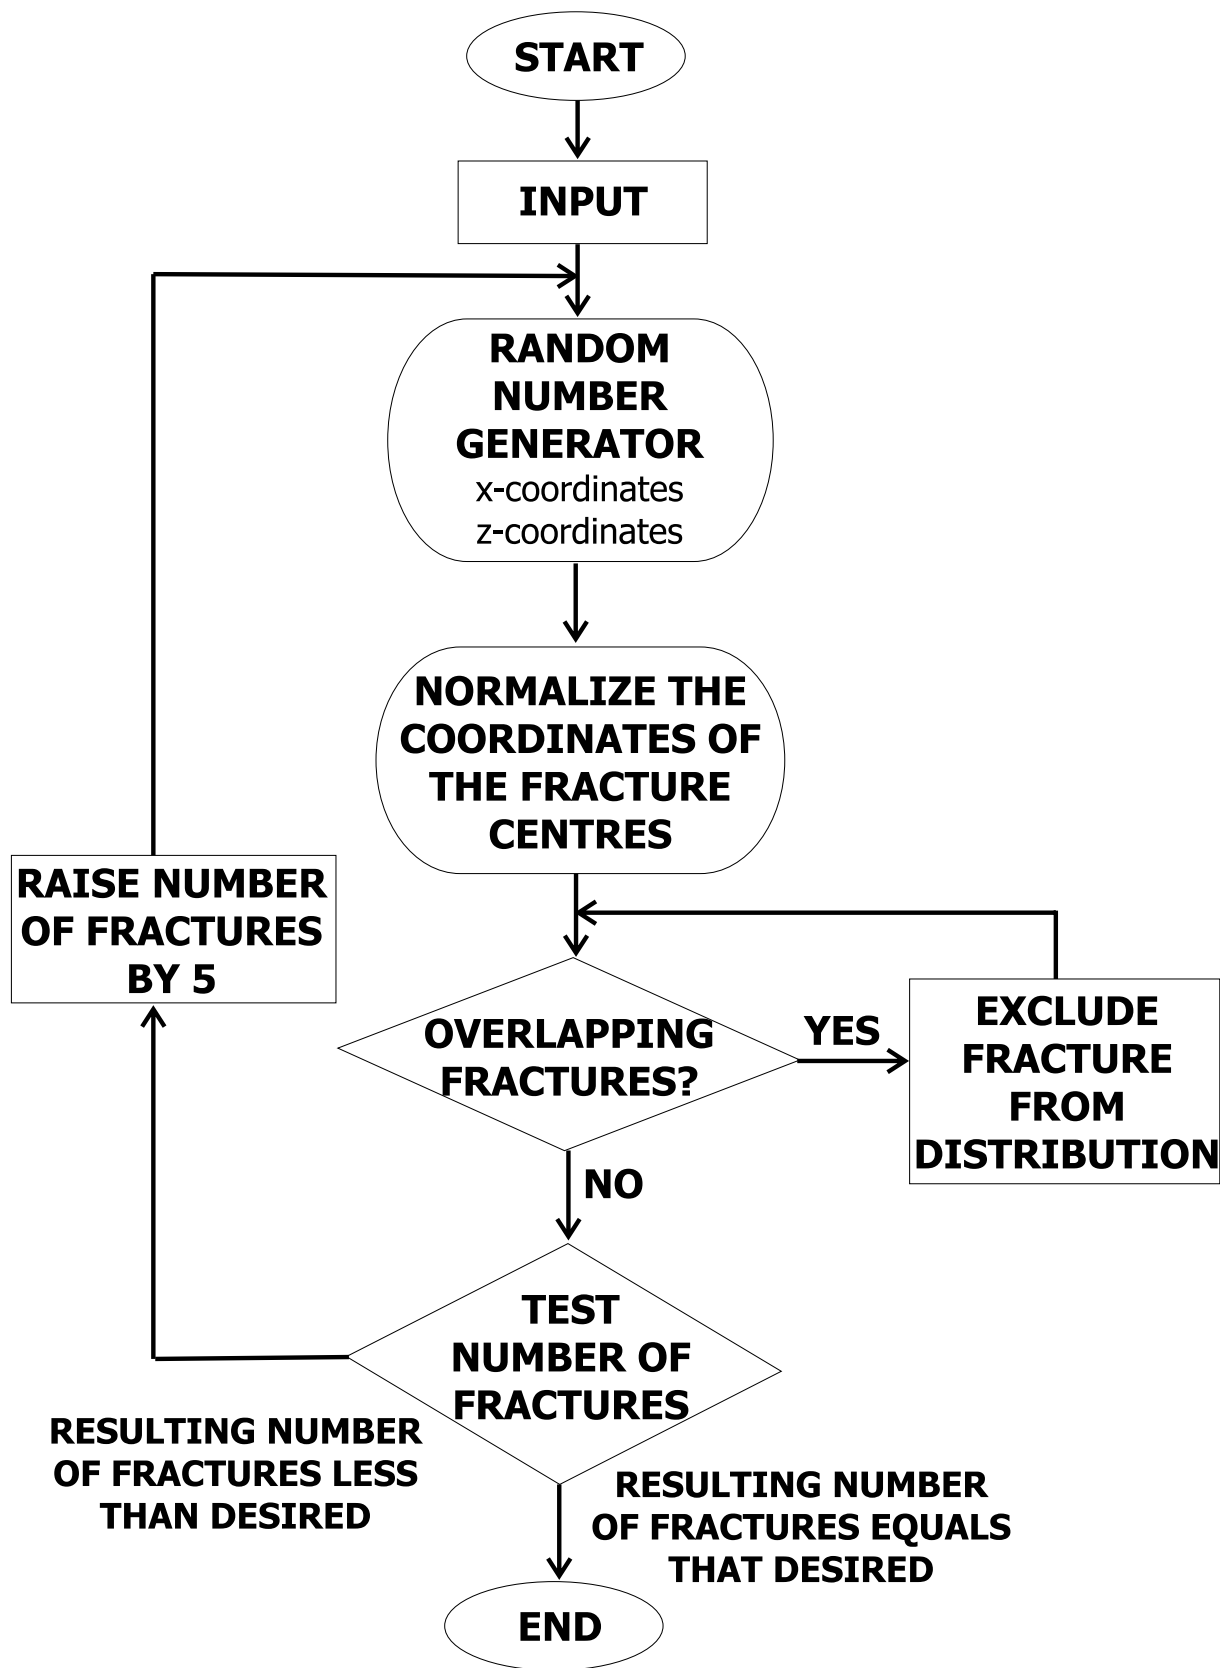 START
INPUT
RANDOM
NUMBER
GENERATOR
x-coordinates
z-coordinates
NORMALIZE THE
COORDINATES OF
THE FRACTURE
CENTRES
RAISE NUMBER
OF FRACTURES
BY 5
OVERLAPPING
FRACTURES?
YES
EXCLUDE
FRACTURE
FROM
DISTRIBUTION
NO
TEST
NUMBER OF
FRACTURES
RESULTING NUMBER
OF FRACTURES LESS
THAN DESIRED
RESULTING NUMBER
OF FRACTURES EQUALS
THAT DESIRED
END